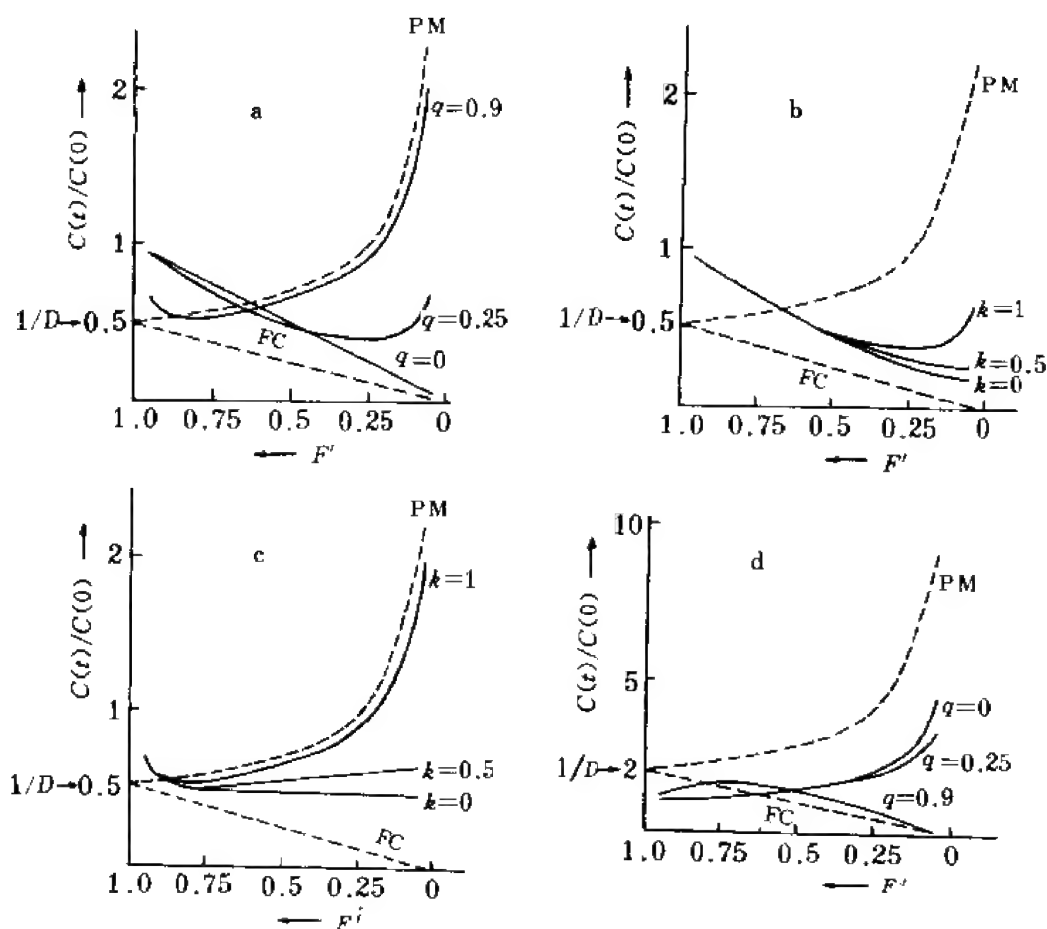 a
PM
C(t)/C(0)
2
1
1/D→0.5
q=0.9
q=0.25
q=0
FC
1.0 0.75 0.5 0.25 0
← F'
b
PM
C(t)/C(0)
2
1
1/D→0.5
k=1
k=0.5
k=0
FC
1.0 0.75 0.5 0.25 0
← F'
c
PM
C(t)/C(0)
2
1
1/D→0.5
k=1
k=0.5
k=0
FC
1.0 0.75 0.5 0.25 0
←
d
PM
C(t)/C(0)
10
5
1/D→2
q=0
q=0.25
q=0.9
FC
1.0 0.75 0.5 0.25 0
←